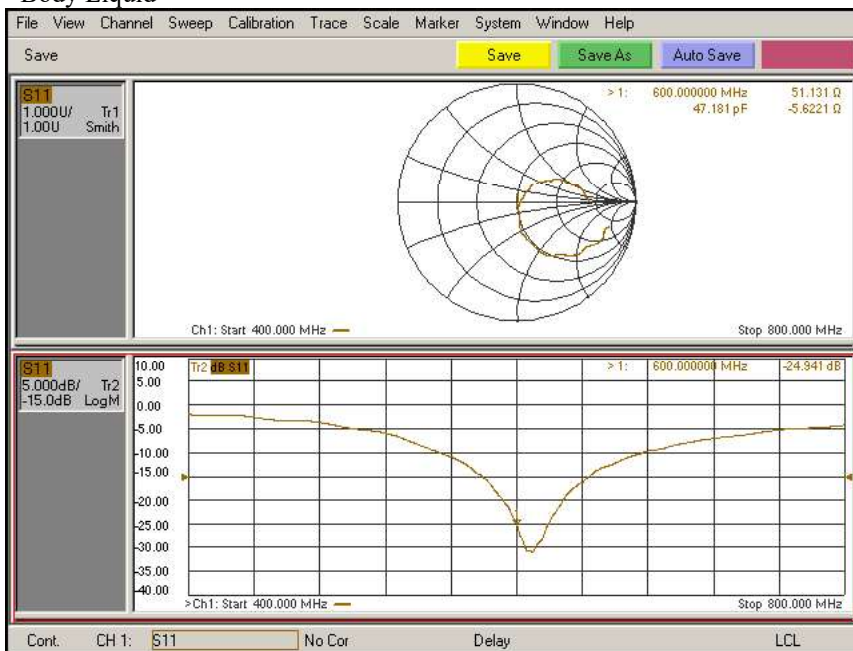 Body Liquid
File View Channel Sweep Calibration Trace Scale Marker System Window Help
Save Save Save As Auto Save
S11
1.000U/ Tr1
1.00U Smith
> 1: 600.000000 MHz 51.131 Ω
47.181 pF -5.6221 Ω
Ch1: Start 400.000 MHz
Stop 800.000 MHz
S11
5.000dB/ Tr2
-15.0dB LogM
10.00
5.00
0.00
-5.00
-10.00
-15.00
-20.00
-25.00
-30.00
-35.00
-40.00
Tr2 dB S11
> 1: 600.000000 MHz -24.941 dB
>Ch1: Start 400.000 MHz
Stop 800.000 MHz
Cont. CH 1: S11 No Cor Delay LCL